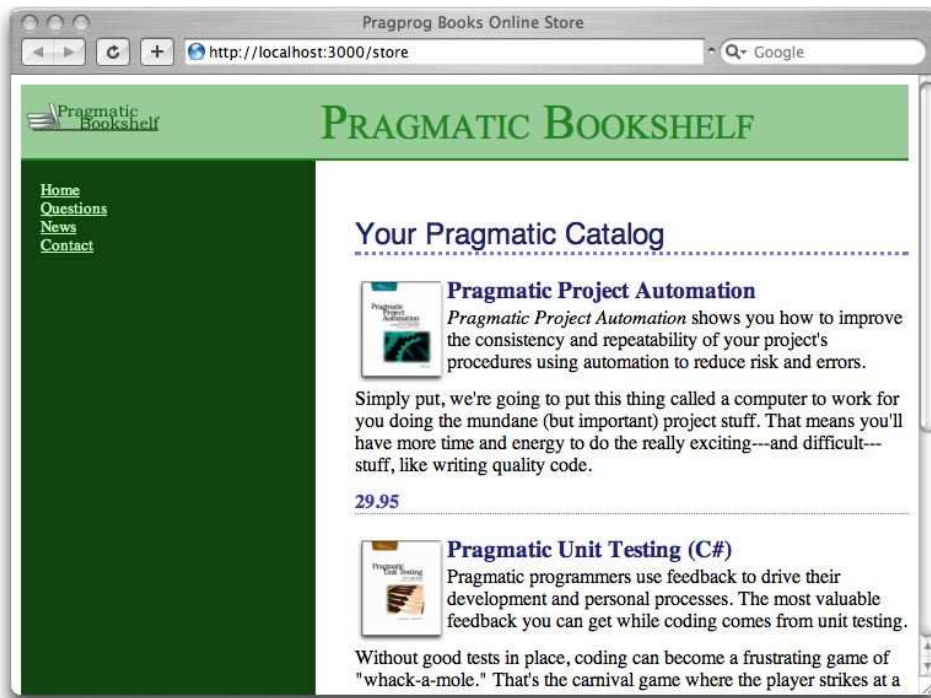 Pragprog Books Online Store
http://localhost:3000/store
Google
Pragmatic
Bookshelf
PRAGMATIC BOOKSHELF
Home
Questions
News
Contact
Your Pragmatic Catalog
Pragmatic
Project
Automation
Pragmatic Project Automation
Pragmatic Project Automation shows you how to improve
the consistency and repeatability of your project's
procedures using automation to reduce risk and errors.
Simply put, we're going to put this thing called a computer to work for
you doing the mundane (but important) project stuff. That means you'll
have more time and energy to do the really exciting---and difficult---
stuff, like writing quality code.
29.95
Pragmatic
Unit Testing
Pragmatic Unit Testing (C#)
Pragmatic programmers use feedback to drive their
development and personal processes. The most valuable
feedback you can get while coding comes from unit testing.
Without good tests in place, coding can become a frustrating game of
"whack-a-mole." That's the carnival game where the player strikes at a